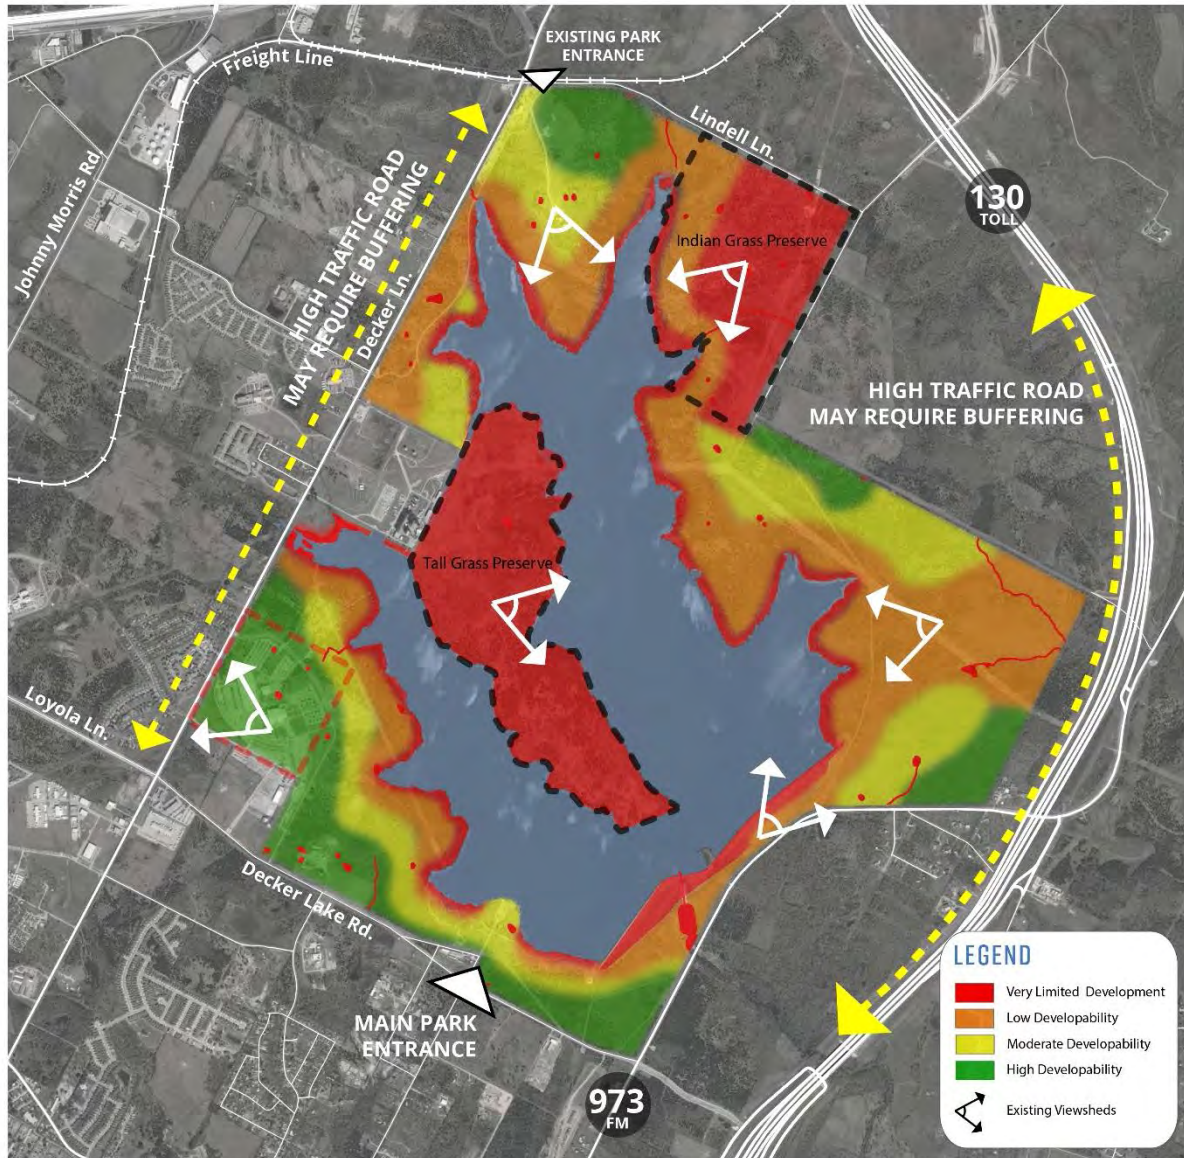 EXISTING PARK
ENTRANCE
Freight Line
Lindell Ln.
Johnny Morris Rd
HIGH TRAFFIC ROAD
MAY REQUIRE BUFFERING
Decker Ln.
130
TOLL
Indian Grass Preserve
HIGH TRAFFIC ROAD
MAY REQUIRE BUFFERING
Tall Grass Preserve
Loyola Ln.
Decker Lake Rd.
MAIN PARK
ENTRANCE
973
FM
LEGEND
Very Limited Development
Low Developability
Moderate Developability
High Developability
Existing Viewsheds